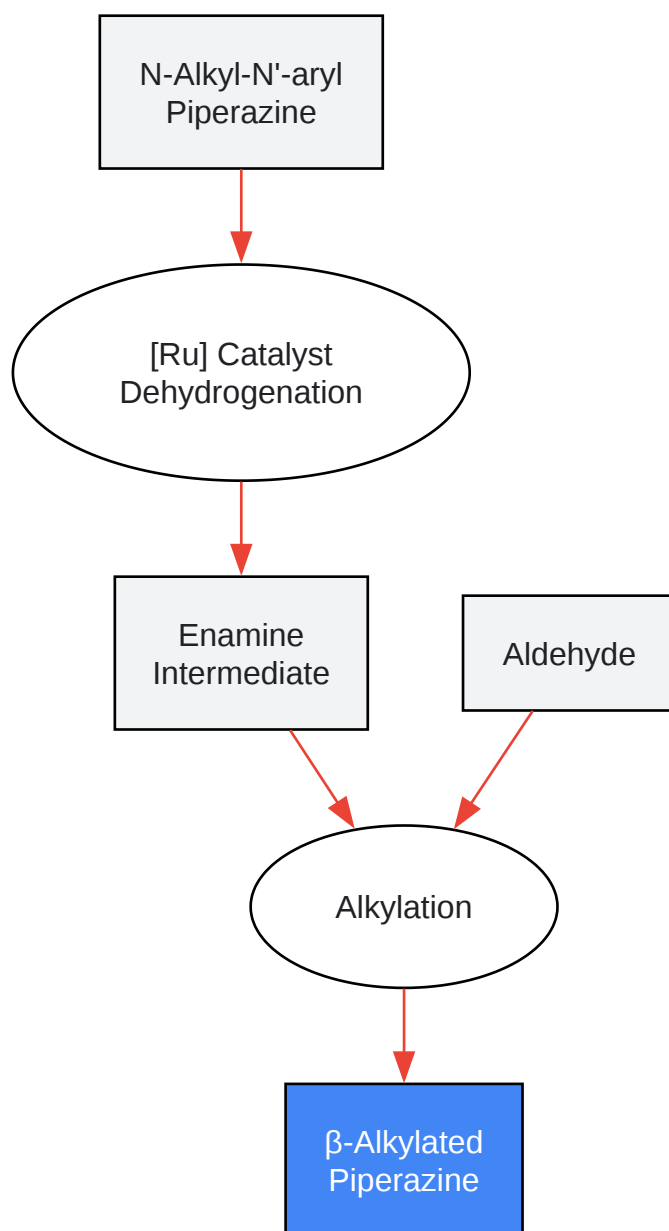 N-Alkyl-N'-aryl
Piperazine
[Ru] Catalyst
Dehydrogenation
Enamine
Intermediate
Aldehyde
Alkylation
β-Alkylated
Piperazine